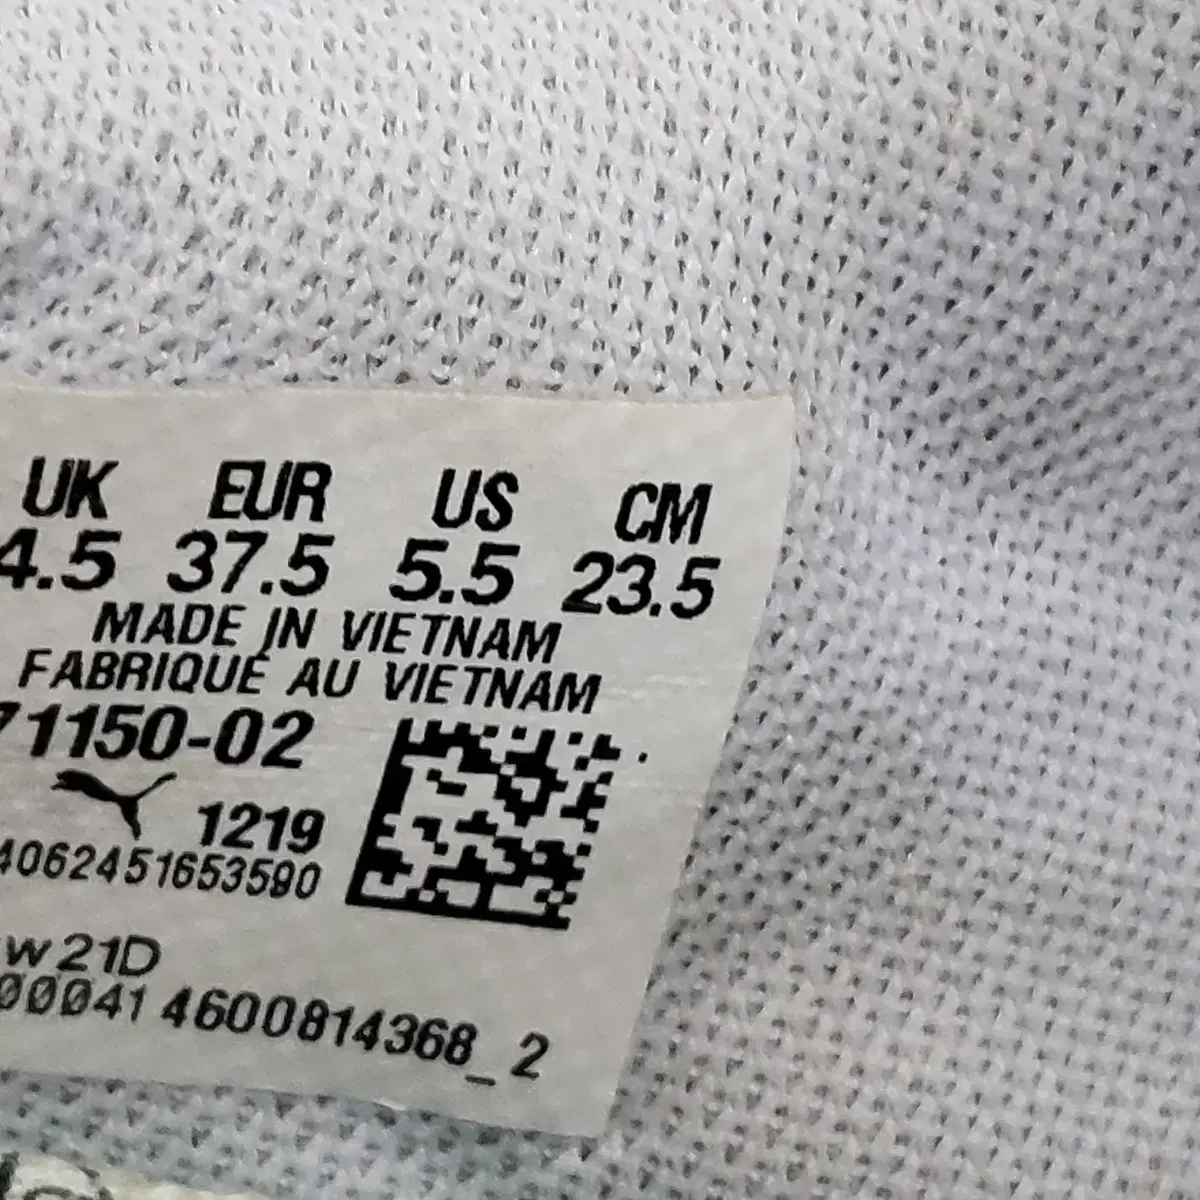 UK EUR US CM
4.5 37.5 5.5 23.5
MADE IN VIETNAM
FABRIQUÉ AU VIETNAM
71150-02
1219
4062451653590
W21D
00041 4600814368_2